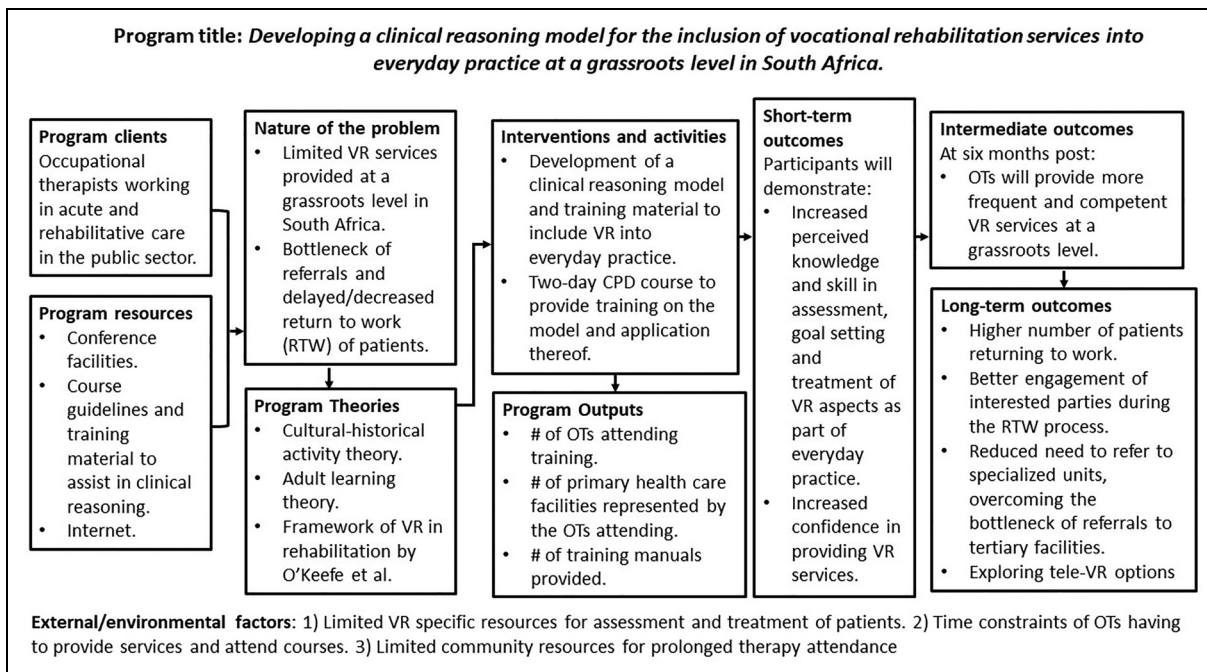 Program title: Developing a clinical reasoning model for the inclusion of vocational rehabilitation services into
everyday practice at a grassroots level in South Africa.
Program clients
Occupational
therapists working
in acute and
rehabilitative care
in the public sector.
Program resources
• Conference
facilities.
• Course
guidelines and
training
material to
assist in clinical
reasoning.
• Internet.
Nature of the problem
• Limited VR services
provided at a
grassroots level in
South Africa.
• Bottleneck of
referrals and
delayed/decreased
return to work
(RTW) of patients.
Program Theories
• Cultural-historical
activity theory.
• Adult learning
theory.
• Framework of VR in
rehabilitation by
O'Keefe et al.
Interventions and activities
• Development of a
clinical reasoning model
and training material to
include VR into
everyday practice.
• Two-day CPD course to
provide training on the
model and application
thereof.
Program Outputs
• # of OTs attending
training.
• # of primary health care
facilities represented by
the OTs attending.
• # of training manuals
provided.
Short-term
outcomes
Participants will
demonstrate:
• Increased
perceived
knowledge
and skill in
assessment,
goal setting
and
treatment of
VR aspects as
part of
everyday
practice.
• Increased
confidence in
providing VR
services.
Intermediate outcomes
At six months post:
• OTs will provide more
frequent and competent
VR services at a
grassroots level.
Long-term outcomes
• Higher number of patients
returning to work.
• Better engagement of
interested parties during
the RTW process.
• Reduced need to refer to
specialized units,
overcoming the
bottleneck of referrals to
tertiary facilities.
• Exploring tele-VR options
External/environmental factors: 1) Limited VR specific resources for assessment and treatment of patients. 2) Time constraints of OTs having
to provide services and attend courses. 3) Limited community resources for prolonged therapy attendance